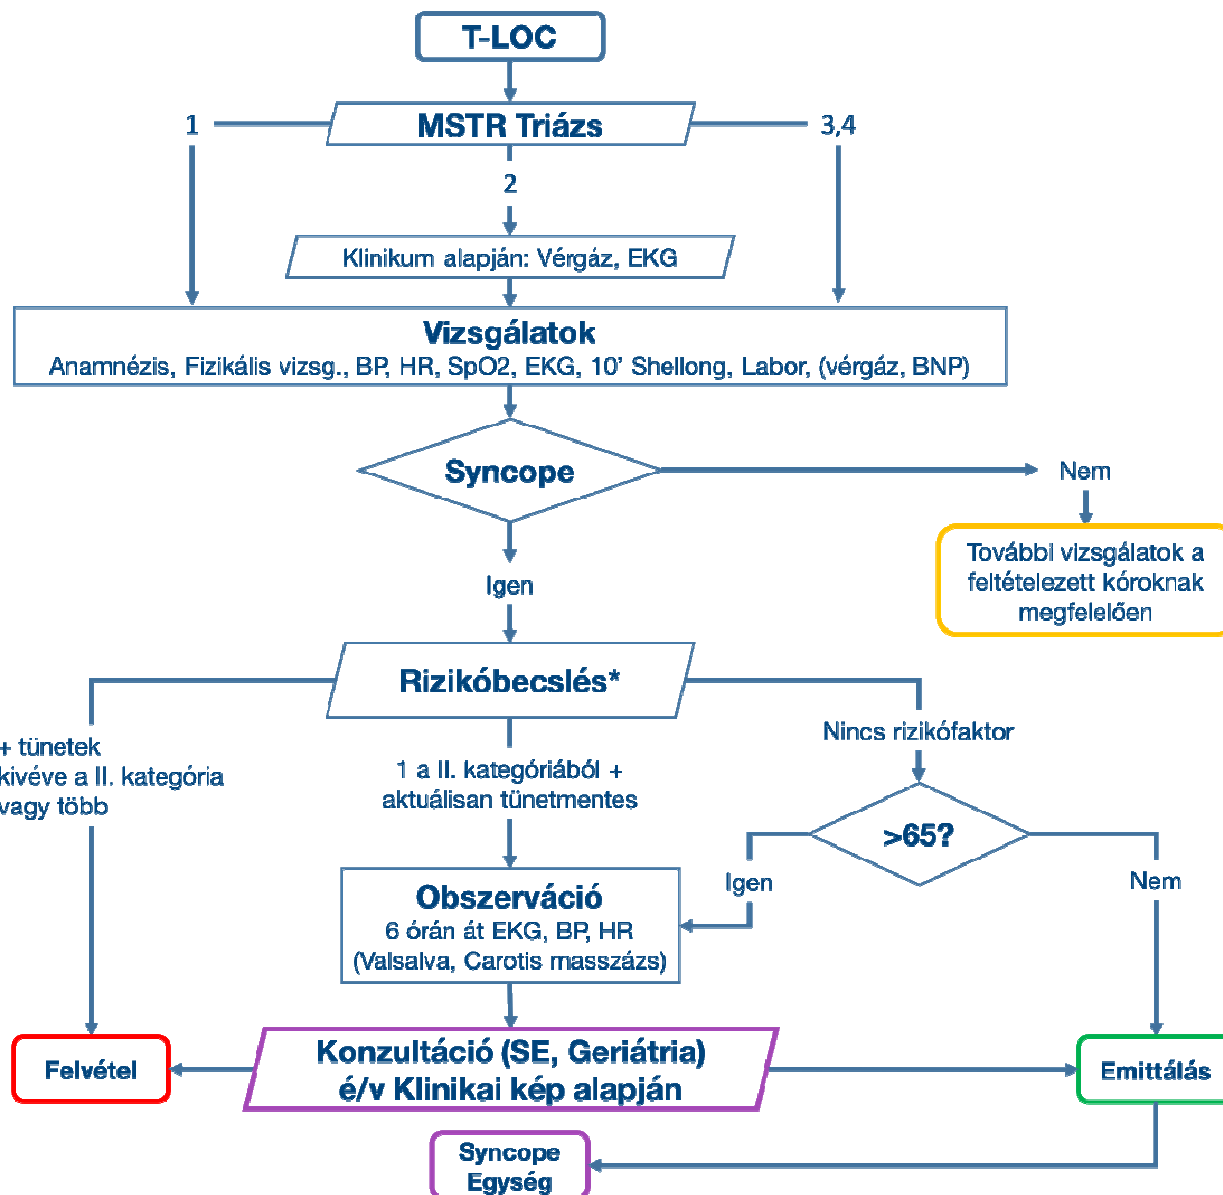 T-LOC
MSTR Triázs
1
3,4
2
Klinikum alapján: Vérgáz, EKG
Vizsgálatok
Anamnézis, Fizikális vizsg., BP, HR, SpO2, EKG, 10' Shellong, Labor, (vérgáz, BNP)
Syncope
Nem
Igen
További vizsgálatok a
feltételezett kóroknak
megfelelően
Rizikóbecslés*
+ tünetek
kivéve a II. kategória
vagy több
1 a II. kategóriából +
aktuálisan tünetmentes
Nincs rizikófaktor
>65?
Igen
Nem
Obszerváció
6 órán át EKG, BP, HR
(Valsalva, Carotis masszázs)
Felvétel
Konzultáció (SE, Geriátria)
é/v Klinikai kép alapján
Emittálás
Syncope
Egység